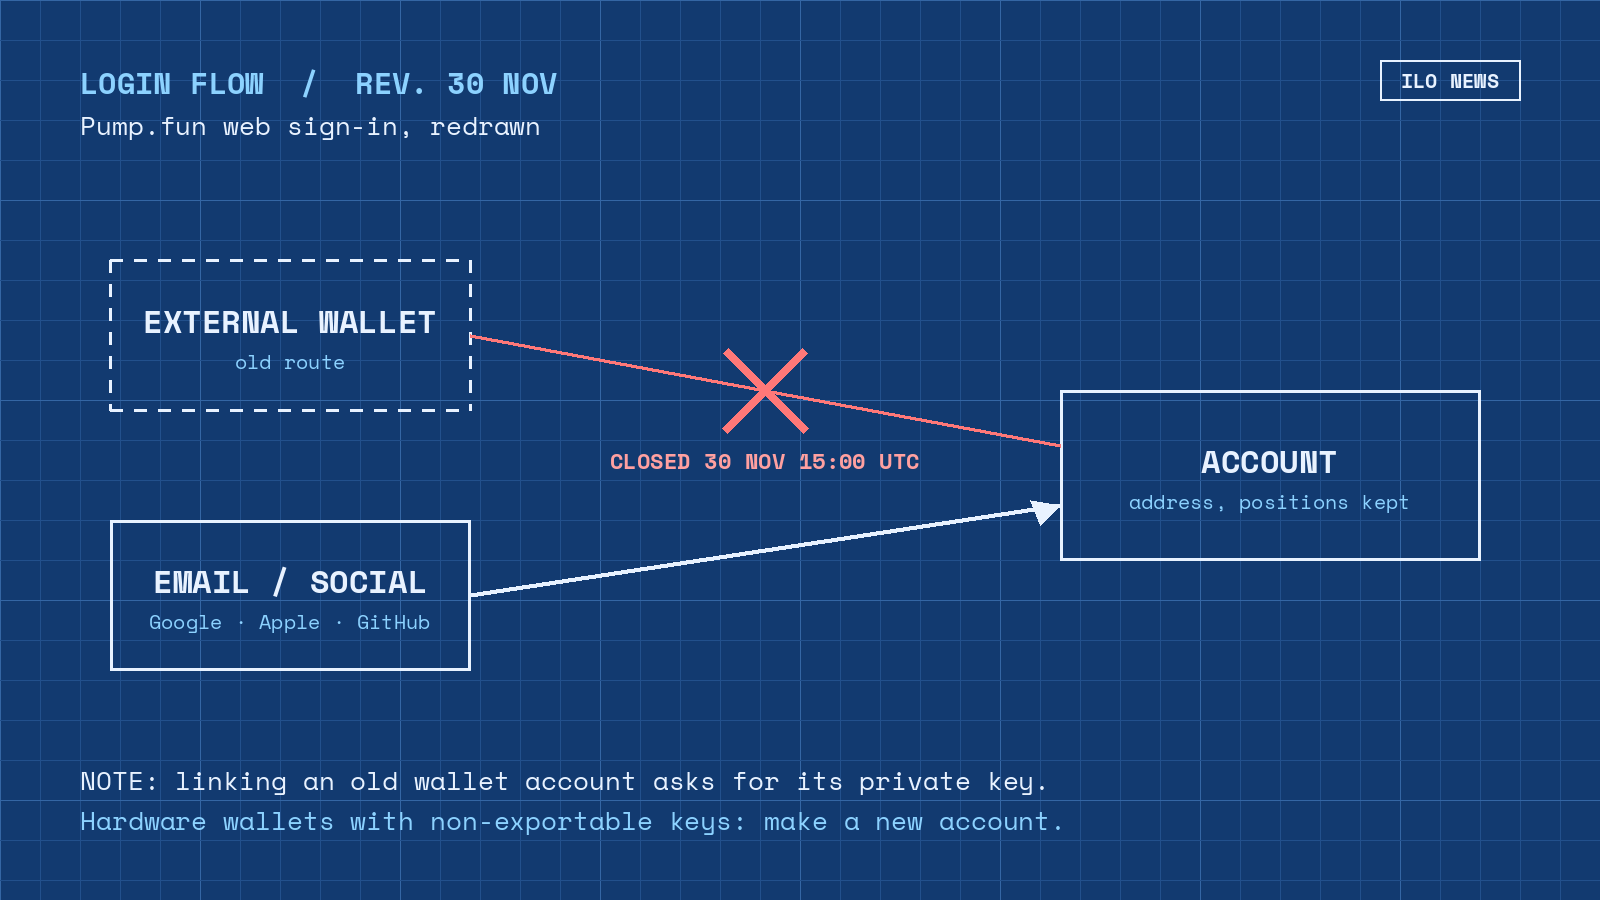 LOGIN FLOW / REV. 30 NOV
Pump.fun web sign-in, redrawn
ILO NEWS
EXTERNAL WALLET
old route
CLOSED 30 NOV 15:00 UTC
ACCOUNT
address, positions kept
EMAIL / SOCIAL
Google · Apple · GitHub
NOTE: linking an old wallet account asks for its private key.
Hardware wallets with non-exportable keys: make a new account.